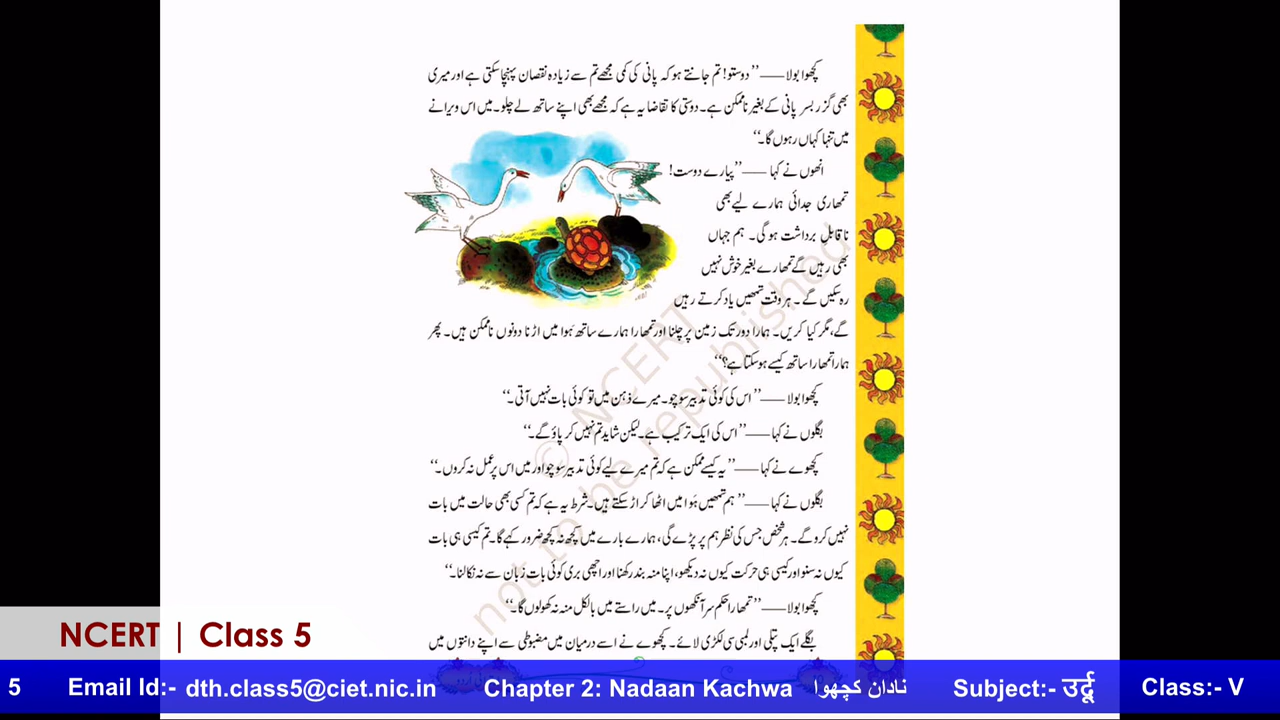 کچھوا بولا —— ”دوستو! تم جانتے ہو کہ پانی کی کمی مجھے تم سے زیادہ نقصان پہنچا سکتی ہے اور میری
بھی گزر بسر پانی کے بغیر ناممکن ہے۔ دوستی کا تقاضا یہ ہے کہ مجھے بھی اپنے ساتھ لے چلو۔ میں اس ویرانے
میں تنہا کہاں رہوں گا۔“
انھوں نے کہا —— ”پیارے دوست!
تمھاری جدائی ہمارے لیے بھی
ناقابلِ برداشت ہوگی۔ ہم جہاں
بھی رہیں گے تمھارے بغیر خوش نہیں
رہ سکیں گے۔ ہر وقت تمھیں یاد کرتے رہیں
گے، مگر کیا کریں۔ ہمارا دور تک زمین پر چلنا اور تمھارا ہمارے ساتھ ہَوا میں اڑنا دونوں ناممکن ہیں۔ پھر
ہمارا تمھارا ساتھ کیسے ہو سکتا ہے؟“
کچھوا بولا —— ”اس کی کوئی تدبیر سوچو۔ میرے ذہن میں تو کوئی بات نہیں آتی۔“
بگلوں نے کہا —— ”اس کی ایک ترکیب ہے۔ لیکن شاید تم نہیں کر پاؤ گے۔“
کچھوے نے کہا —— ”یہ کیسے ممکن ہے کہ تم میرے لیے کوئی تدبیر سوچو اور میں اس پر عمل نہ کروں۔“
بگلوں نے کہا —— ”ہم تمھیں ہَوا میں اٹھا کر اڑ سکتے ہیں۔ شرط یہ ہے کہ تم کسی بھی حالت میں بات
نہیں کرو گے۔ ہر شخص جس کی نظر ہم پر پڑے گی، ہمارے بارے میں کچھ نہ کچھ ضرور کہے گا۔ تم کیسی ہی بات
کیوں نہ سنو اور کیسی ہی حرکت کیوں نہ دیکھو، اپنا منہ بند رکھنا اور اچھی بری کوئی بات زبان سے نہ نکالنا۔“
کچھوا بولا —— ”تمھارا حکم سر آنکھوں پر۔ میں راستے میں بالکل منہ نہ کھولوں گا۔“
بگلے ایک پتلی اور لمبی سی لکڑی لائے۔ کچھوے نے اسے درمیان میں مضبوطی سے اپنے دانتوں میں
© NCERT
not to be republished
NCERT | Class 5
5 Email Id:- dth.class5@ciet.nic.in Chapter 2: Nadaan Kachwa نادان کچھوا Subject:- उर्दू Class:- V